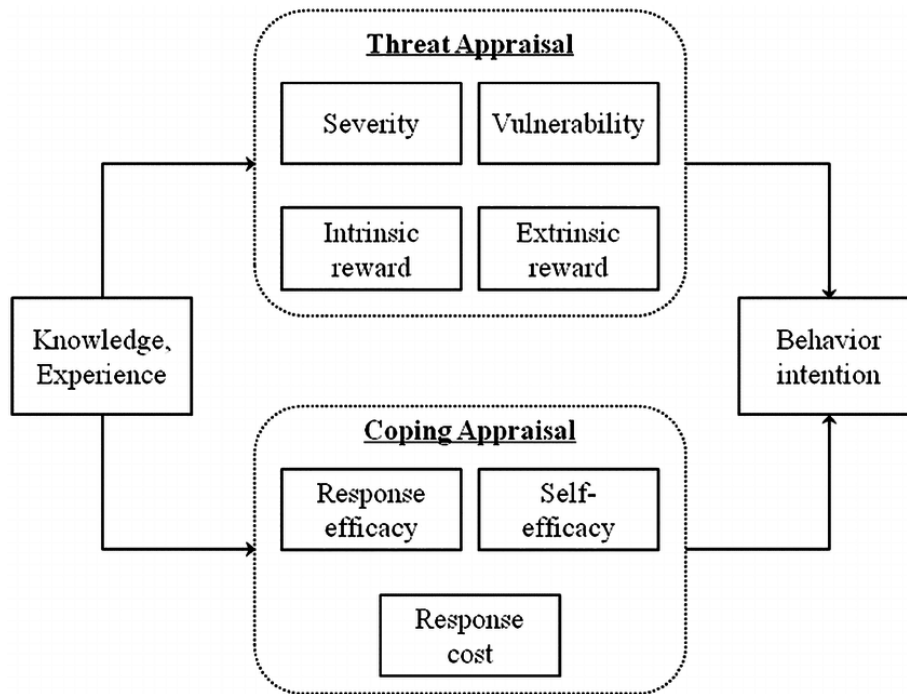 Threat Appraisal
Severity
Vulnerability
Intrinsic
reward
Extrinsic
reward
Knowledge,
Experience
Behavior
intention
Coping Appraisal
Response
efficacy
Self-
efficacy
Response
cost